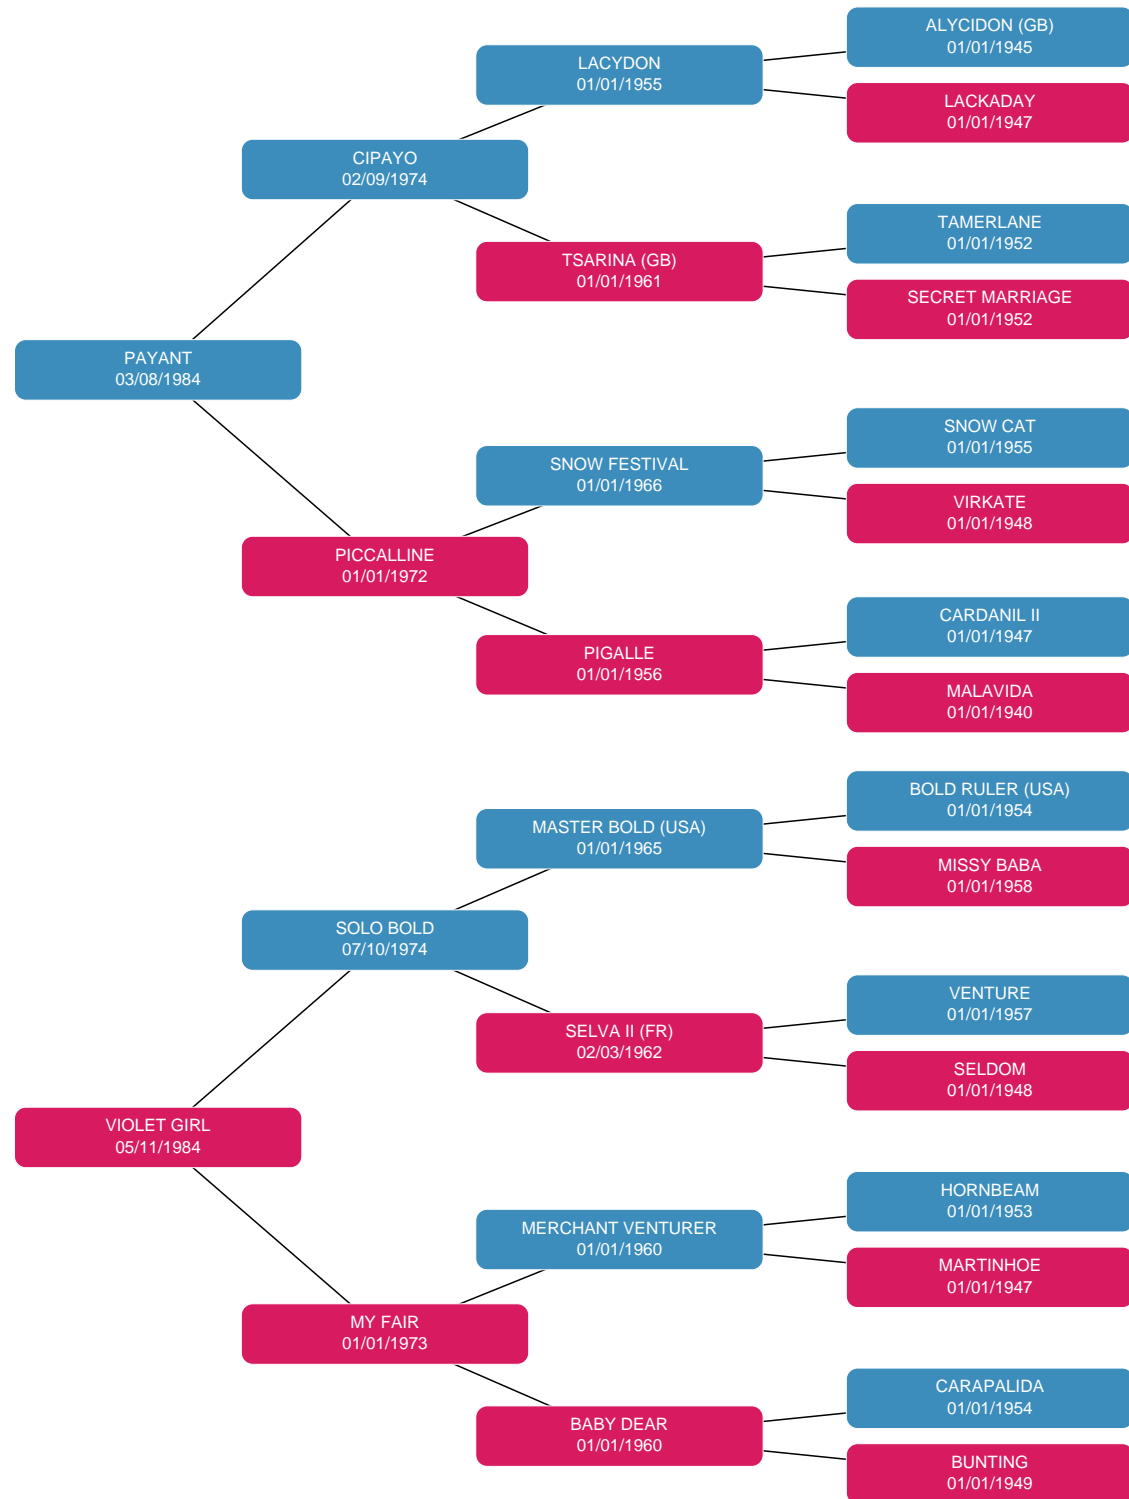 ALYCIDON (GB)
01/01/1945
LACYDON
01/01/1955
LACKADAY
01/01/1947
CIPAYO
02/09/1974
TAMERLANE
01/01/1952
TSARINA (GB)
01/01/1961
SECRET MARRIAGE
01/01/1952
PAYANT
03/08/1984
SNOW CAT
01/01/1955
SNOW FESTIVAL
01/01/1966
VIRKATE
01/01/1948
PICCALLINE
01/01/1972
CARDANIL II
01/01/1947
PIGALLE
01/01/1956
MALAVIDA
01/01/1940
BOLD RULER (USA)
01/01/1954
MASTER BOLD (USA)
01/01/1965
MISSY BABA
01/01/1958
SOLO BOLD
07/10/1974
VENTURE
01/01/1957
SELVA II (FR)
02/03/1962
SELDOM
01/01/1948
VIOLET GIRL
05/11/1984
HORNBEAM
01/01/1953
MERCHANT VENTURER
01/01/1960
MARTINHOE
01/01/1947
MY FAIR
01/01/1973
CARAPALIDA
01/01/1954
BABY DEAR
01/01/1960
BUNTING
01/01/1949